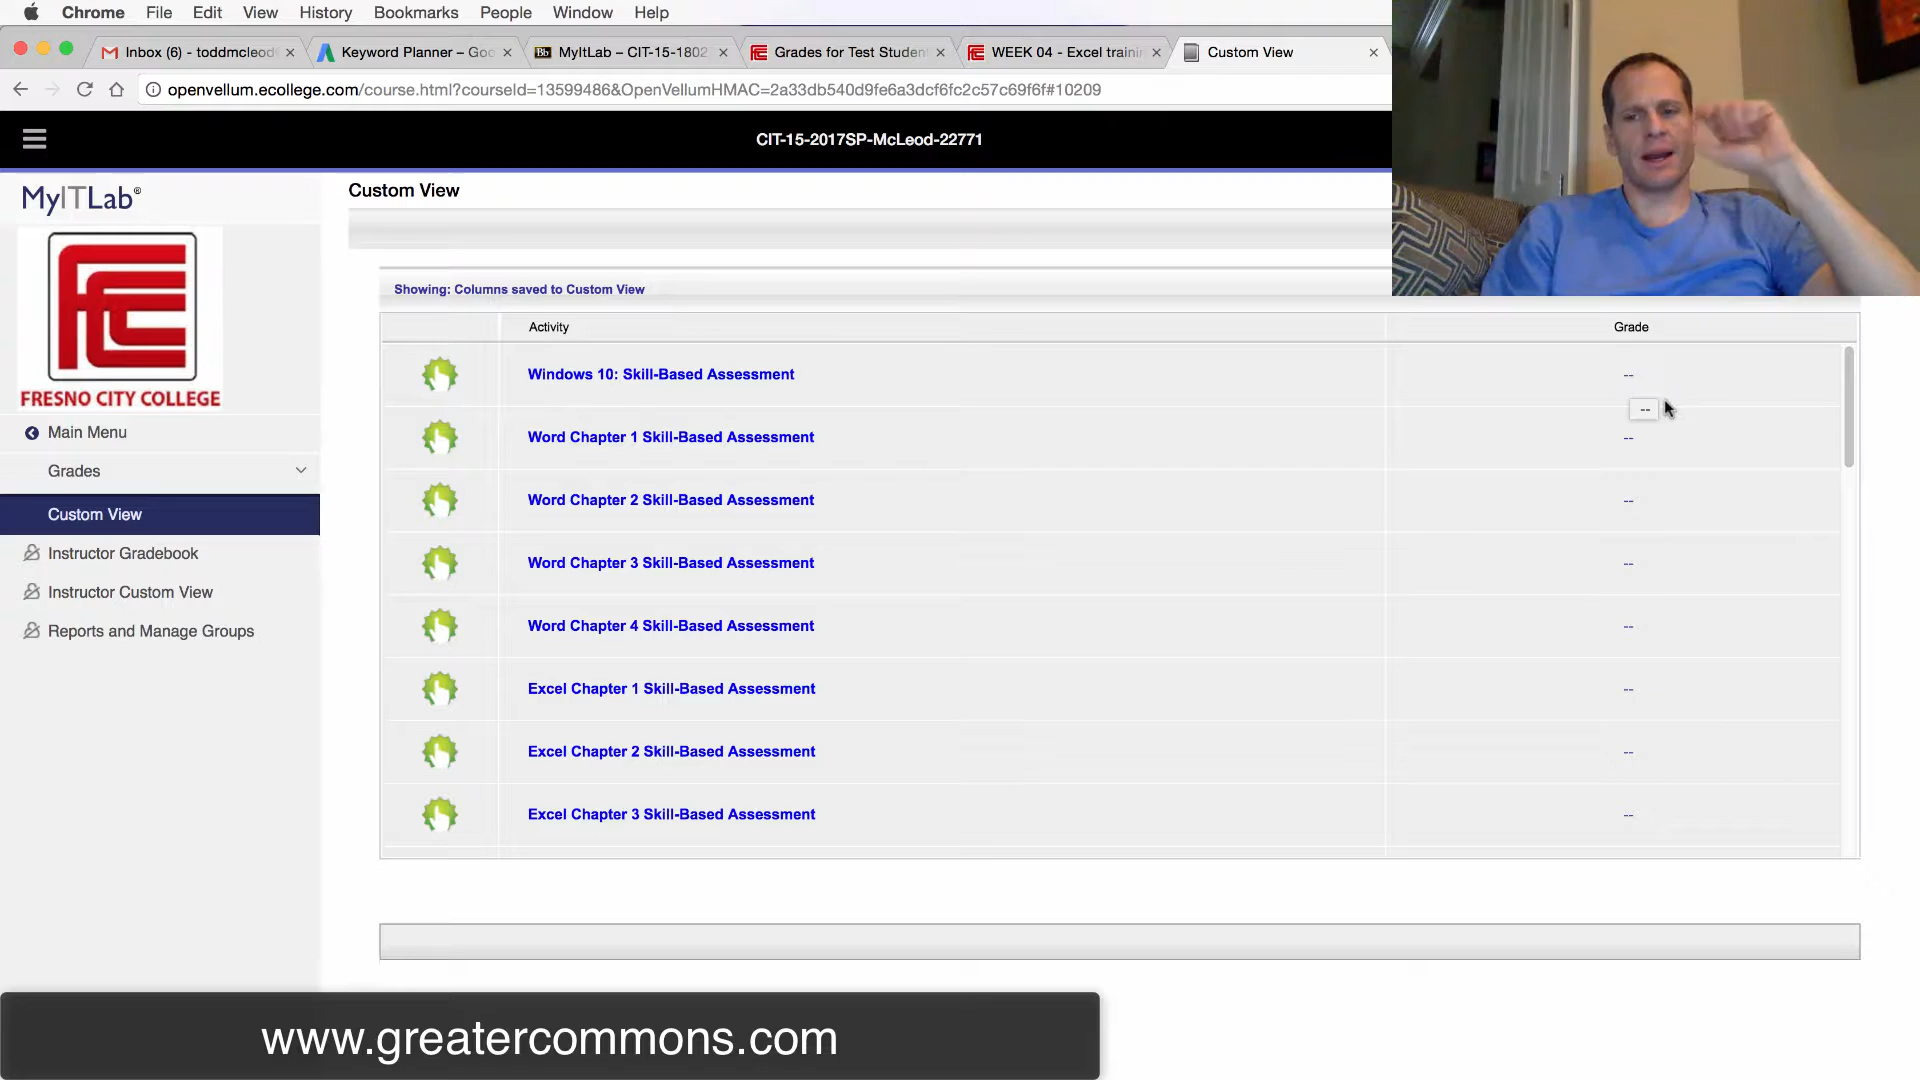 Chrome File Edit View History Bookmarks People Window Help
Inbox (6) - toddmcleod
Keyword Planner – Goo
MyItLab – CIT-15-1802
Grades for Test Studen
WEEK 04 - Excel traini
Custom View
openvellum.ecollege.com/course.html?courseId=13599486&OpenVellumHMAC=2a33db540d9fe6a3dcf6fc2c57c69f6f#10209
CIT-15-2017SP-McLeod-22771
MyITLab®
FRESNO CITY COLLEGE
Main Menu
Grades
Custom View
Instructor Gradebook
Instructor Custom View
Reports and Manage Groups
Custom View
Showing: Columns saved to Custom View
Activity Grade
Windows 10: Skill-Based Assessment --
--
Word Chapter 1 Skill-Based Assessment --
Word Chapter 2 Skill-Based Assessment --
Word Chapter 3 Skill-Based Assessment --
Word Chapter 4 Skill-Based Assessment --
Excel Chapter 1 Skill-Based Assessment --
Excel Chapter 2 Skill-Based Assessment --
Excel Chapter 3 Skill-Based Assessment --
www.greatercommons.com